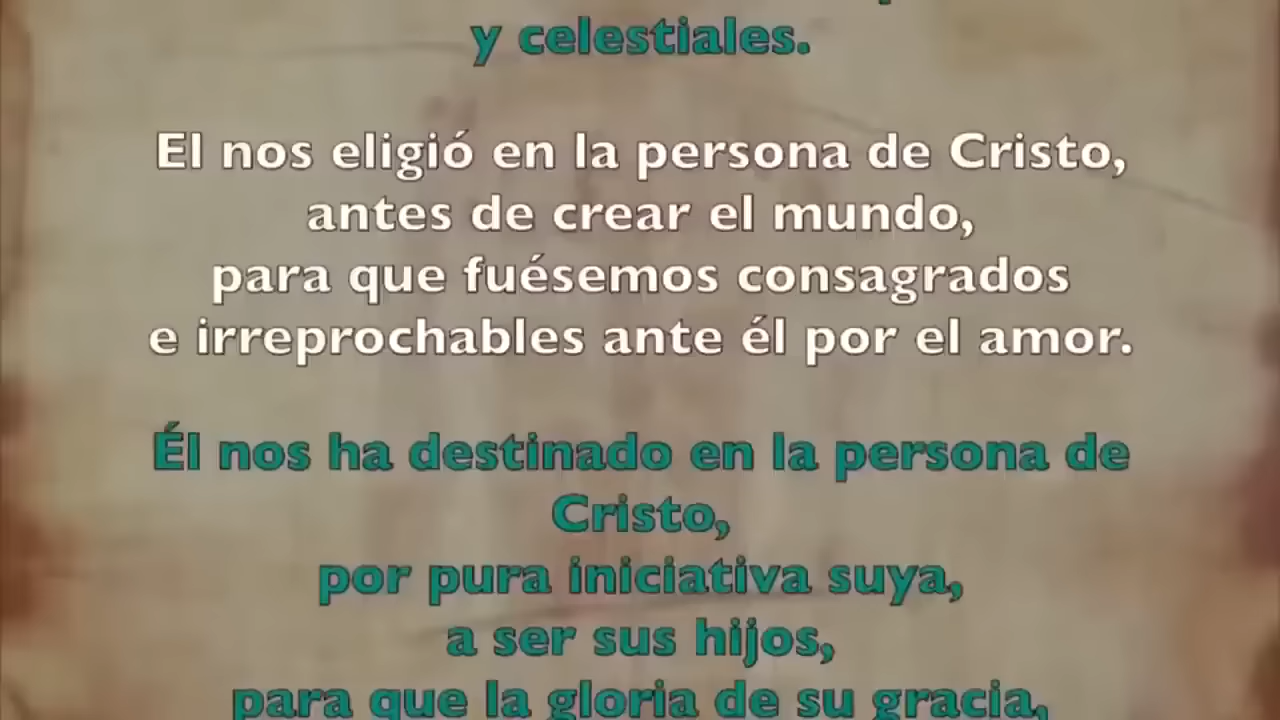 y celestiales.
El nos eligió en la persona de Cristo,
antes de crear el mundo,
para que fuésemos consagrados
e irreprochables ante él por el amor.
Él nos ha destinado en la persona de
Cristo,
por pura iniciativa suya,
a ser sus hijos,
para que la gloria de su gracia,